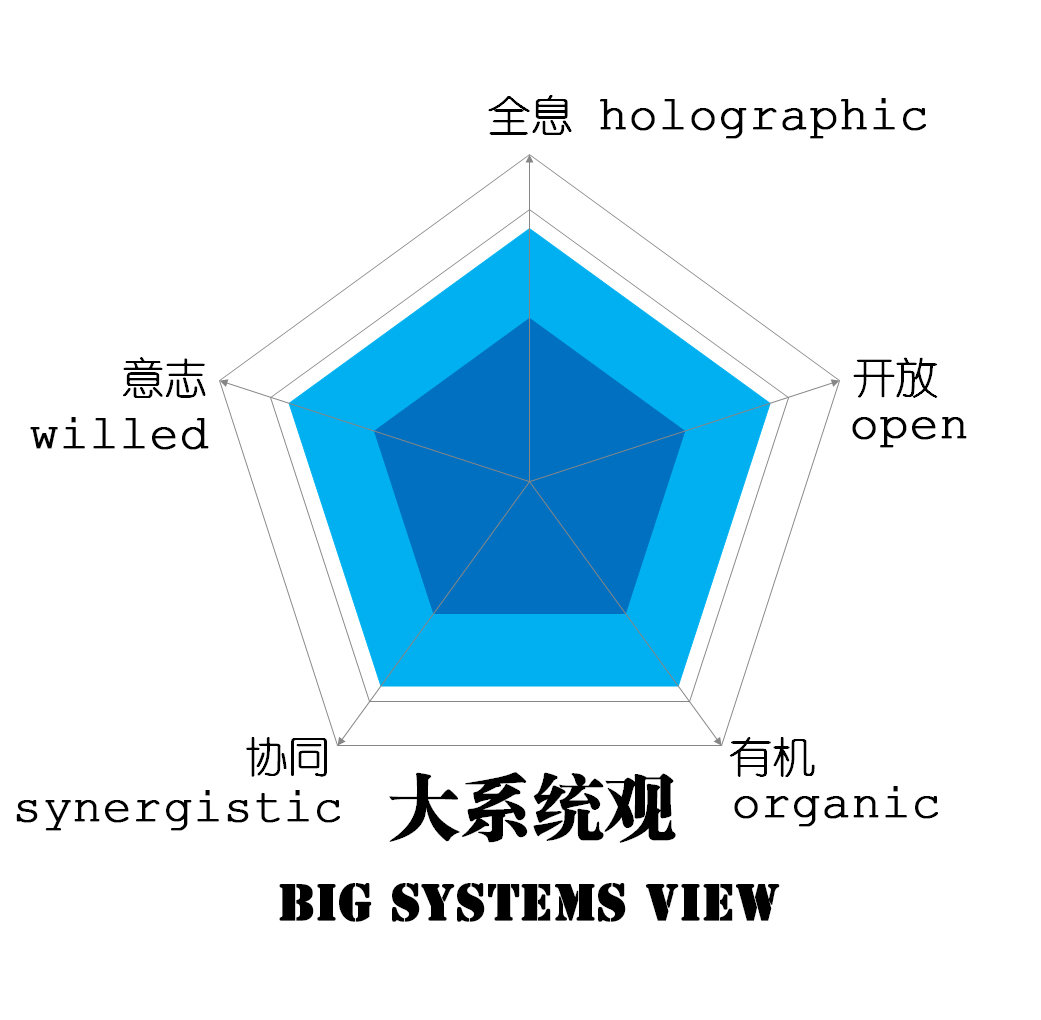 全息 holographic
意志
willed
开放
open
协同
synergistic
有机
organic
大系统观
BIG SYSTEMS VIEW